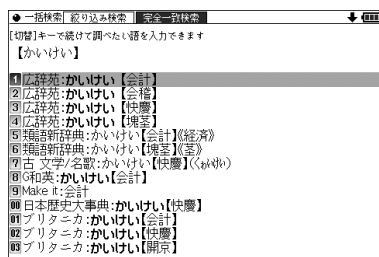 ● 一括検索 絞り込み検索 完全一致検索
[切替]キーで続けて調べたい語を入力できます
【かいけい】
1 広辞苑:かいけい【会計】
2 広辞苑:かいけい【会稽】
3 広辞苑:かいけい【快慶】
4 広辞苑:かいけい【塊茎】
5 類語新辞典:かいけい【会計】《経済》
6 類語新辞典:かいけい【塊茎】《茎》
7 古 文学/名歌:かいけい【快慶】(くわいけい)
8 G和英:かいけい【会計】
9 Make it:会計
00 日本歴史大事典:かいけい【快慶】
01 ブリタニカ:かいけい【会計】
02 ブリタニカ:かいけい【快慶】
03 ブリタニカ:かいけい【開京】